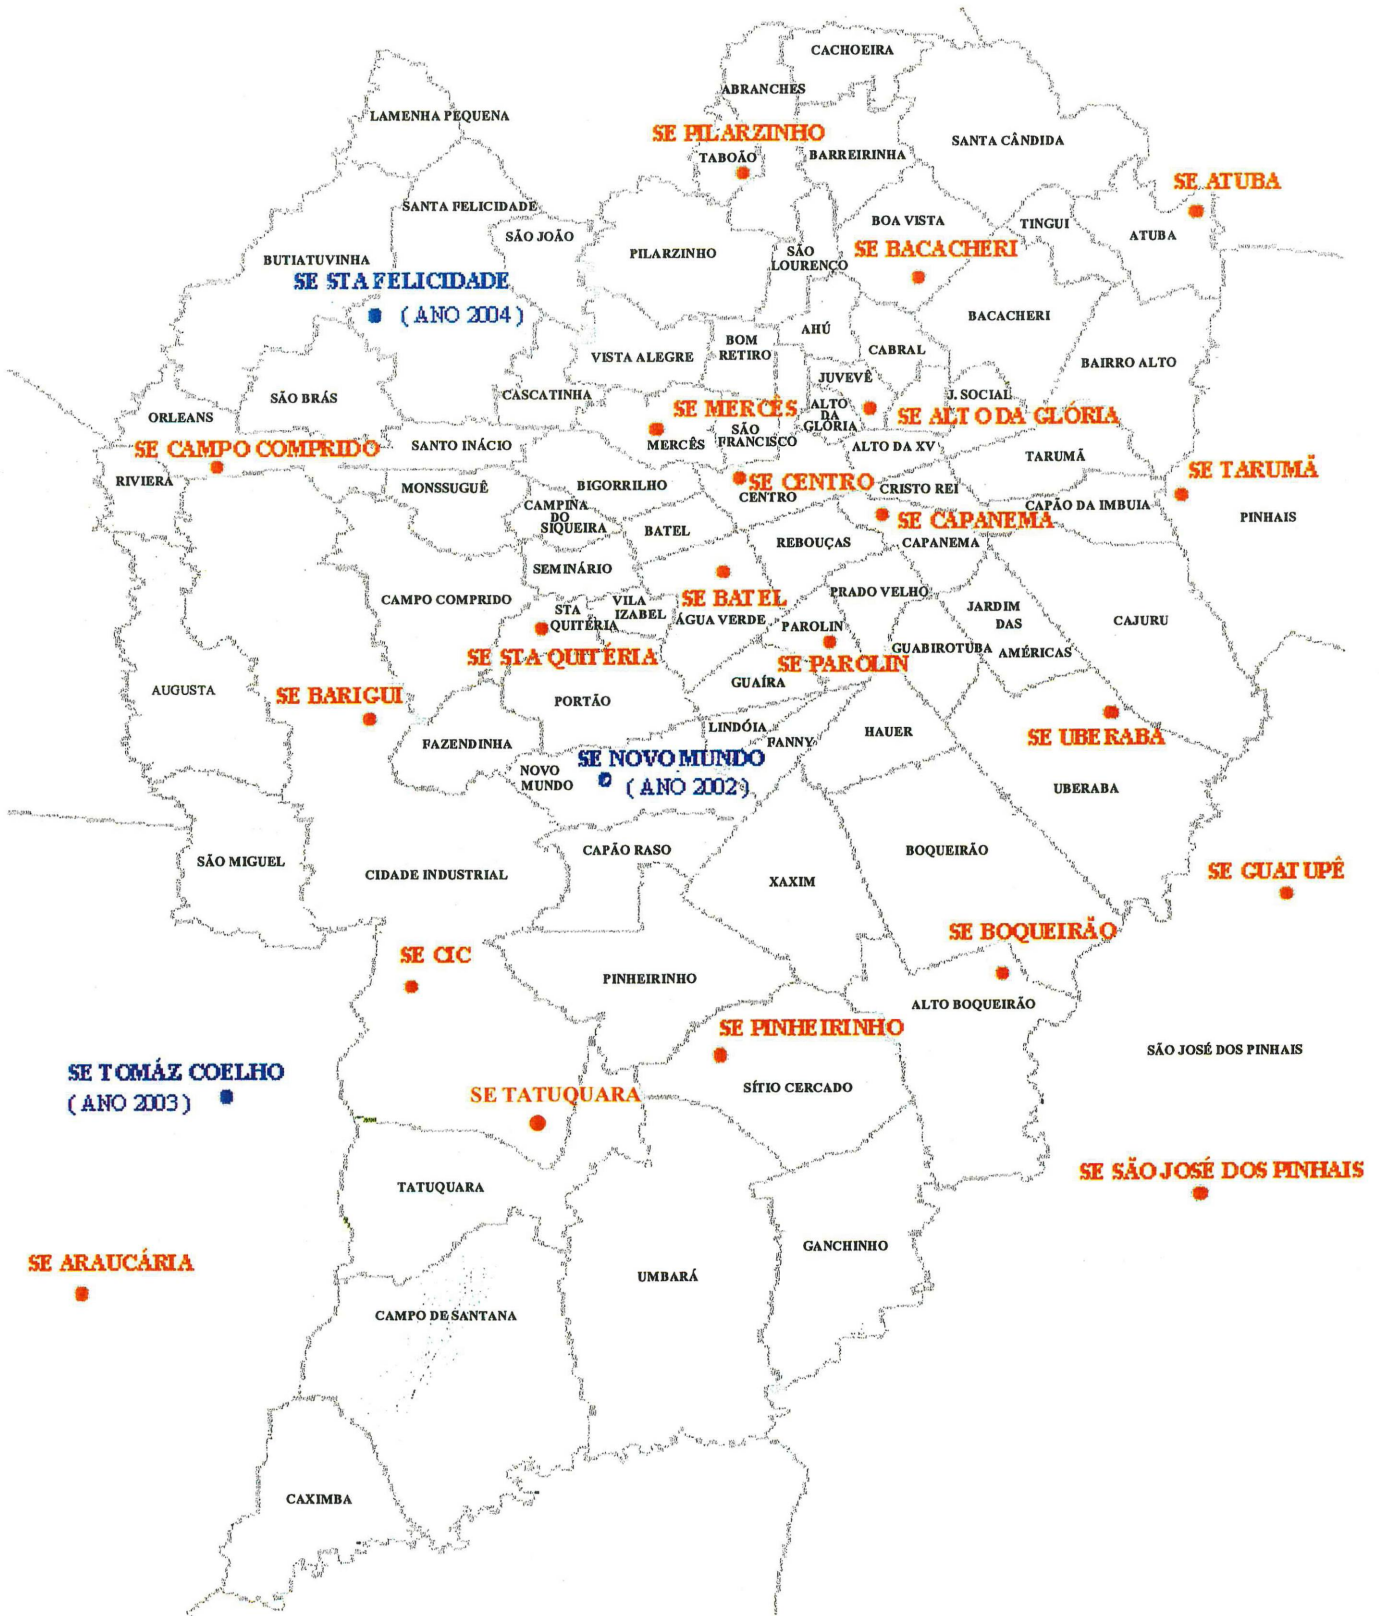 CACHOEIRA
ABRANCHES
LAMENHA PEQUENA
SE PILARZINHO
TABOÃO
BARREIRINHA
SANTA CÂNDIDA
SE ATUBA
SANTA FELICIDADE
SÃO JOÃO
BOA VISTA
TINGUI
ATUBA
BUTIATUVINHA
PILARZINHO
SÃO
LOURENÇO
SE BACACHERI
SE STA FELICIDADE
( ANO 2004 )
BACACHERI
AHÚ
BOM
RETIRO
VISTA ALEGRE
CABRAL
BAIRRO ALTO
JUVEVÊ
CASCATINHA
SÃO BRÁS
J. SOCIAL
ORLEANS
SE MERCÊS
ALTO
DA
GLÓRIA
SE ALTO DA GLÓRIA
SÃO
FRANCISCO
MERCÊS
SANTO INÁCIO
SE CAMPO COMPRIDO
ALTO DA XV
TARUMÃ
SE TARUMÃ
RIVIERA
MONSSUGUÊ
BIGORRILHO
SE CENTRO
CENTRO
CRISTO REI
CAPÃO DA IMBUIA
PINHAIS
CAMPINA
DO
SIQUEIRA
BATEL
SE CAPANEMA
REBOUÇAS
CAPANEMA
SEMINÁRIO
CAMPO COMPRIDO
STA
QUITÉRIA
VILA
IZABEL
SE BATEL
ÁGUA VERDE
PRADO VELHO
PAROLIN
JARDIM
DAS
AMÉRICAS
CAJURU
GUABIROTUBA
SE STA QUITÉRIA
SE PAROLIN
GUAÍRA
AUGUSTA
SE BARIGUI
PORTÃO
LINDÓIA
FANNY
HAUER
SE UBERABA
FAZENDINHA
SE NOVO MUNDO
( ANO 2002 )
NOVO
MUNDO
UBERABA
SÃO MIGUEL
CAPÃO RASO
BOQUEIRÃO
CIDADE INDUSTRIAL
XAXIM
SE GUATUPÊ
SE BOQUEIRÃO
SE CIC
PINHEIRINHO
ALTO BOQUEIRÃO
SE PINHEIRINHO
SÃO JOSÉ DOS PINHAIS
SE TOMÁZ COELHO
( ANO 2003 )
SÍTIO CERCADO
SE TATUQUARA
SE SÃO JOSÉ DOS PINHAIS
TATUQUARA
GANCHINHO
SE ARAUCÁRIA
UMBARÁ
CAMPO DE SANTANA
CAXIMBA